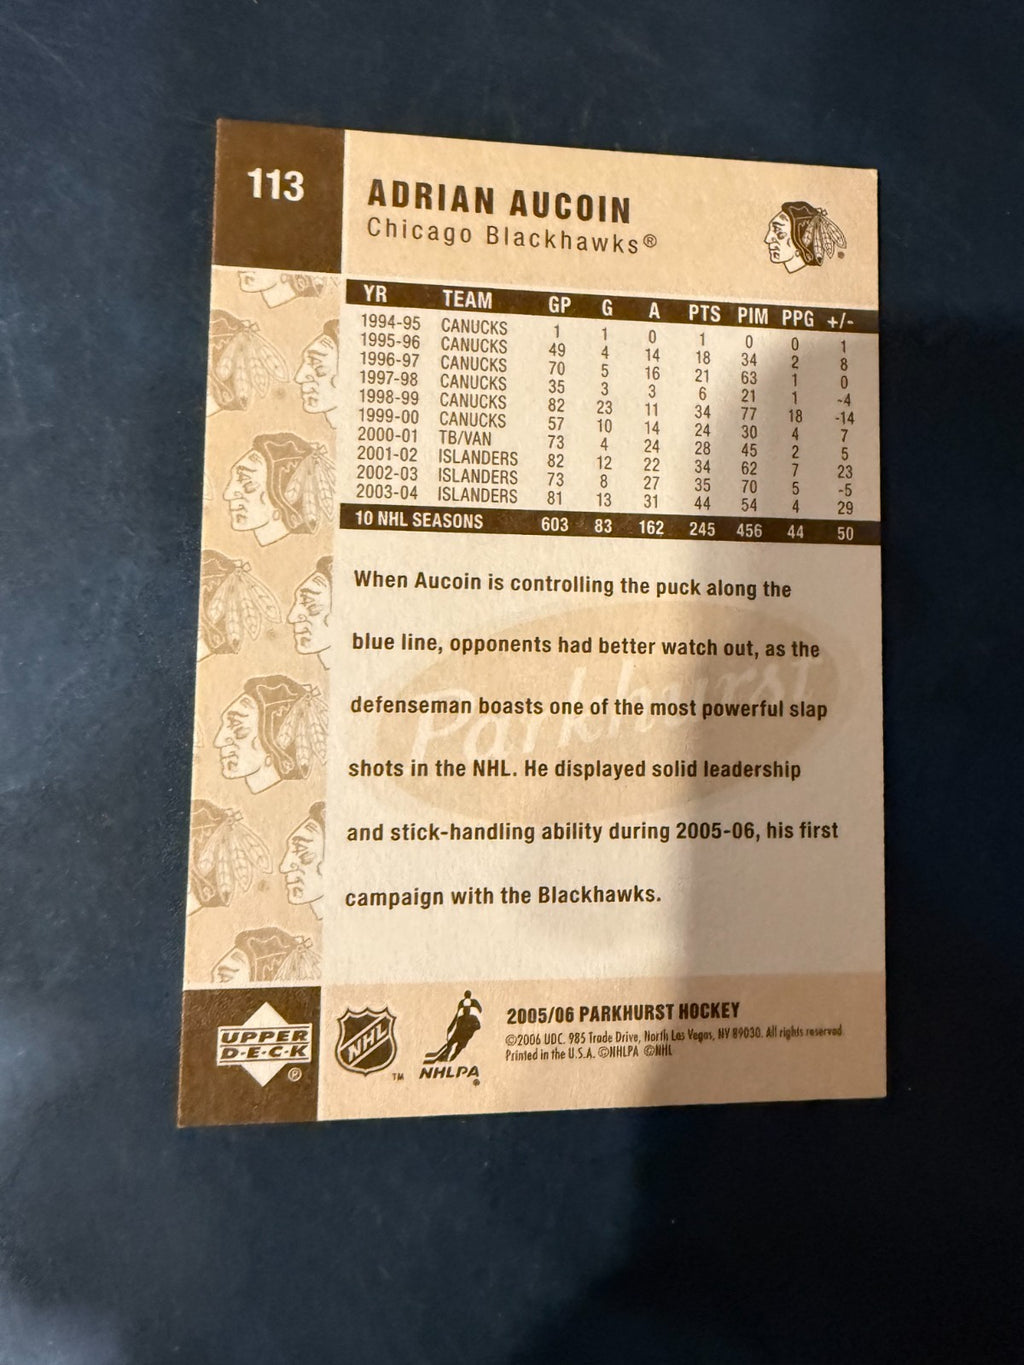 113
ADRIAN AUCOIN
Chicago Blackhawks®
YR TEAM GP G A PTS PIM PPG +/-
1994-95 CANUCKS 1 1 0 1 0 0 1
1995-96 CANUCKS 49 4 14 18 34 2 8
1996-97 CANUCKS 70 5 16 21 63 1 0
1997-98 CANUCKS 35 3 3 6 21 1 -4
1998-99 CANUCKS 82 23 11 34 77 18 -14
1999-00 CANUCKS 57 10 14 24 30 4 7
2000-01 TB/VAN 73 4 24 28 45 2 5
2001-02 ISLANDERS 82 12 22 34 62 7 23
2002-03 ISLANDERS 73 8 27 35 70 5 -5
2003-04 ISLANDERS 81 13 31 44 54 4 29
10 NHL SEASONS 603 83 162 245 456 44 50
When Aucoin is controlling the puck along the
blue line, opponents had better watch out, as the
defenseman boasts one of the most powerful slap
shots in the NHL. He displayed solid leadership
and stick-handling ability during 2005-06, his first
campaign with the Blackhawks.
Parkhurst
UPPER
D·E·C·K
®
NHL
TM
NHLPA
®
2005/06 PARKHURST HOCKEY
©2006 UDC. 985 Trade Drive, North Las Vegas, NV 89030. All rights reserved.
Printed in the U.S.A. ©NHLPA ©NHL